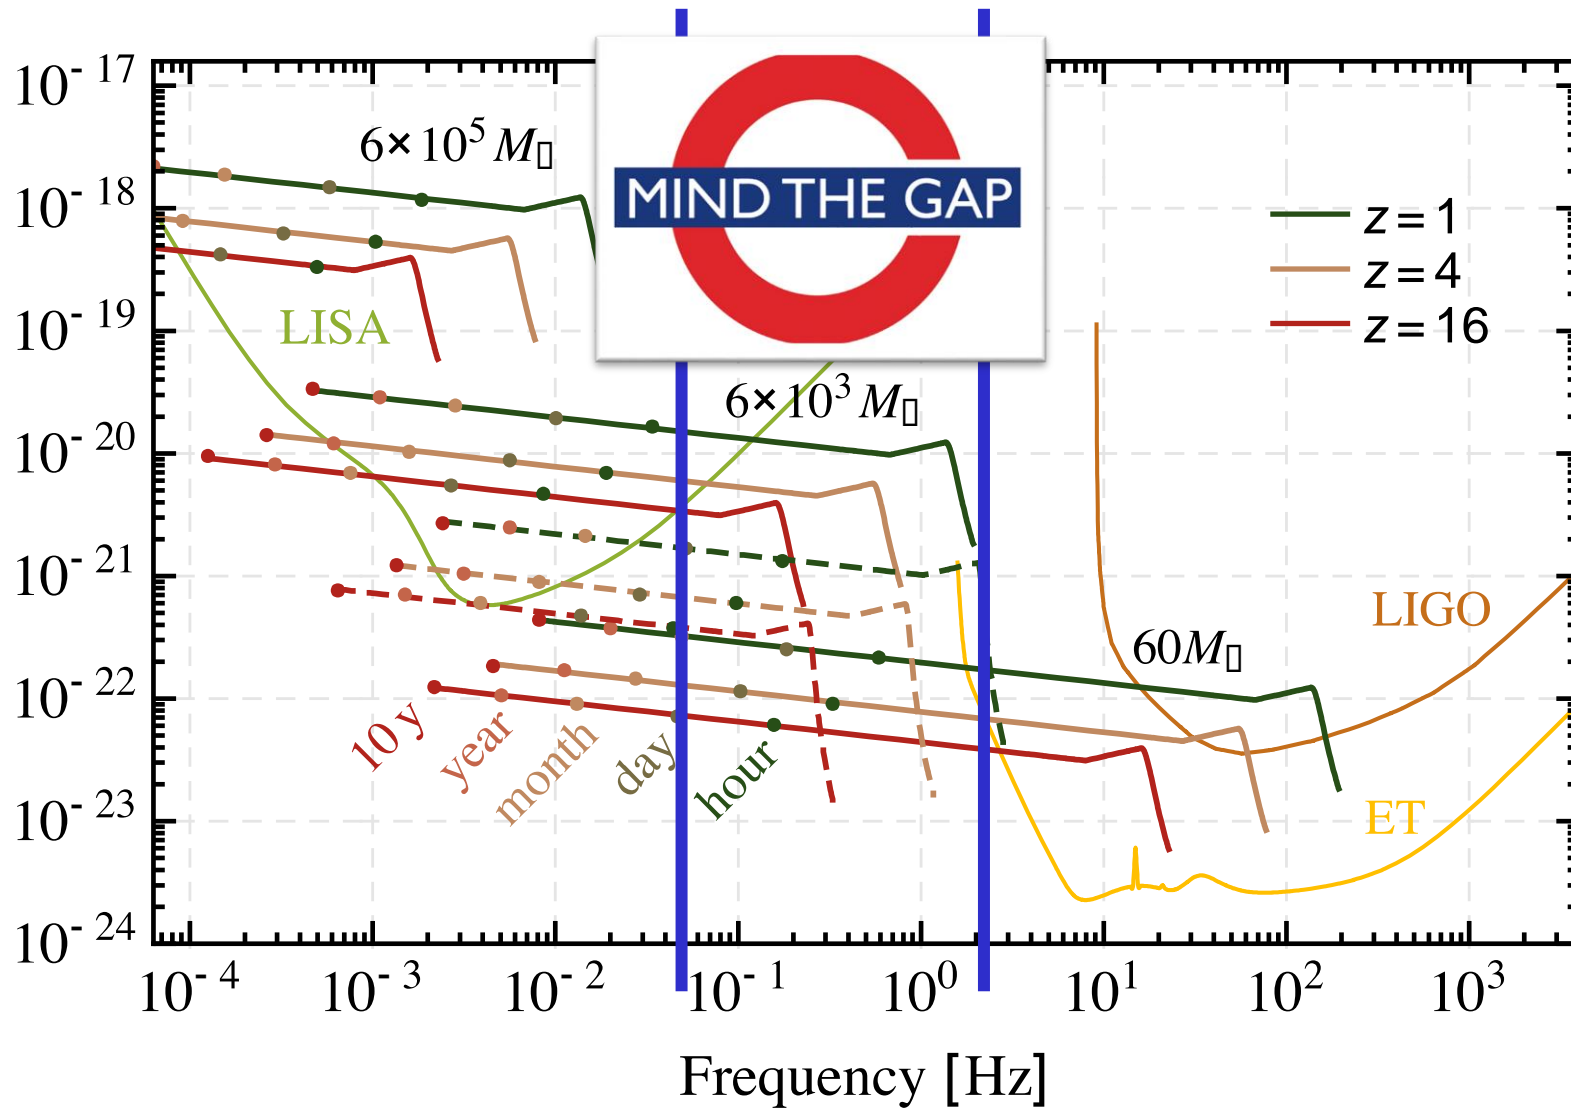 10⁻¹⁷
10⁻¹⁸
10⁻¹⁹
10⁻²⁰
10⁻²¹
10⁻²²
10⁻²³
10⁻²⁴
6×10⁵ M▯
MIND THE GAP
z = 1
z = 4
z = 16
LISA
6×10³ M▯
LIGO
60M▯
ET
10 y
year
month
day
hour
10⁻⁴
10⁻³
10⁻²
10⁻¹
10⁰
10¹
10²
10³
Frequency [Hz]